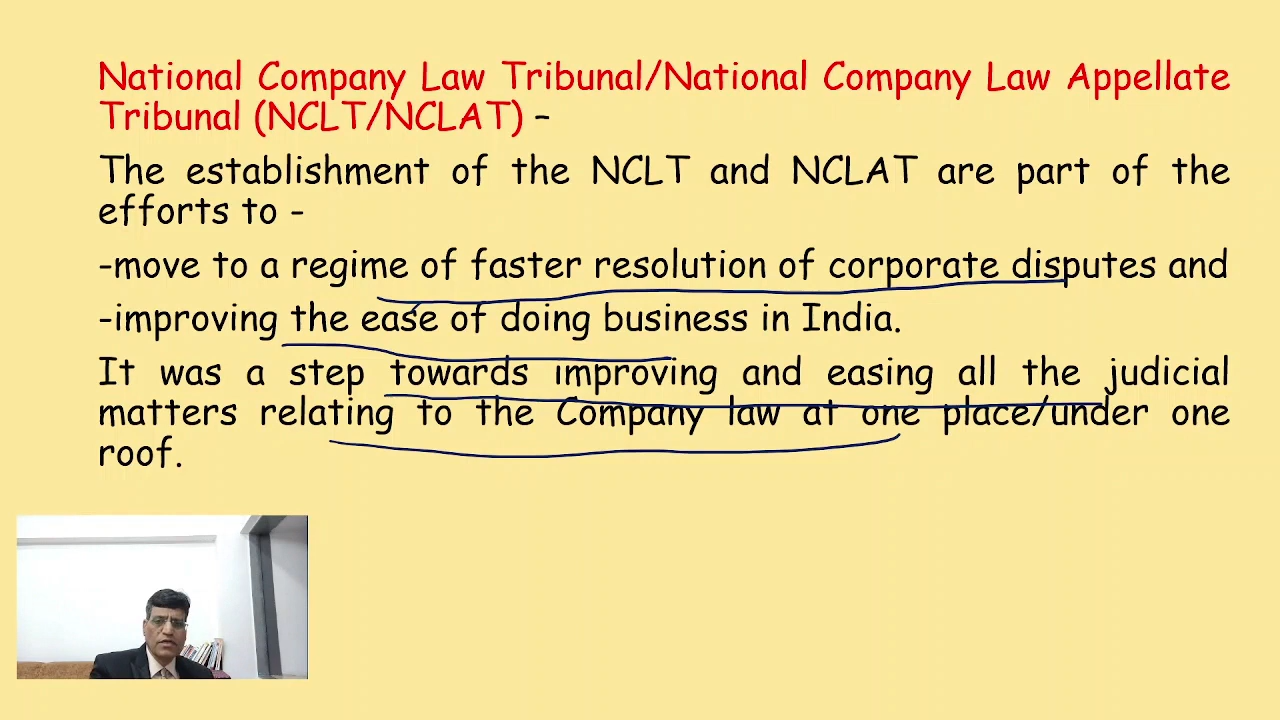 National Company Law Tribunal/National Company Law Appellate
Tribunal (NCLT/NCLAT) –
The establishment of the NCLT and NCLAT are part of the
efforts to -
-move to a regime of faster resolution of corporate disputes and
-improving the ease of doing business in India.
It was a step towards improving and easing all the judicial
matters relating to the Company law at one place/under one
roof.